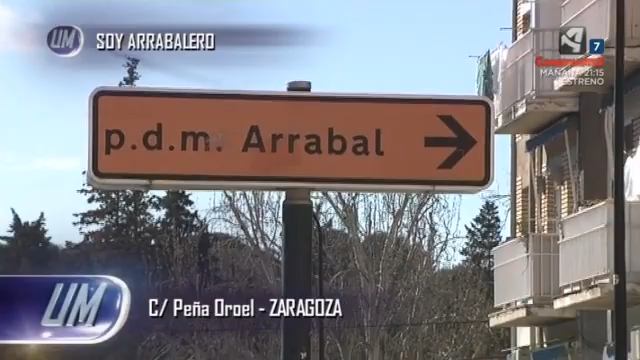 UM SOY ARRABALERO
7
MAÑANA 21:15
ESTRENO
p.d.m. Arrabal
UM C/ Peña Oroel - ZARAGOZA